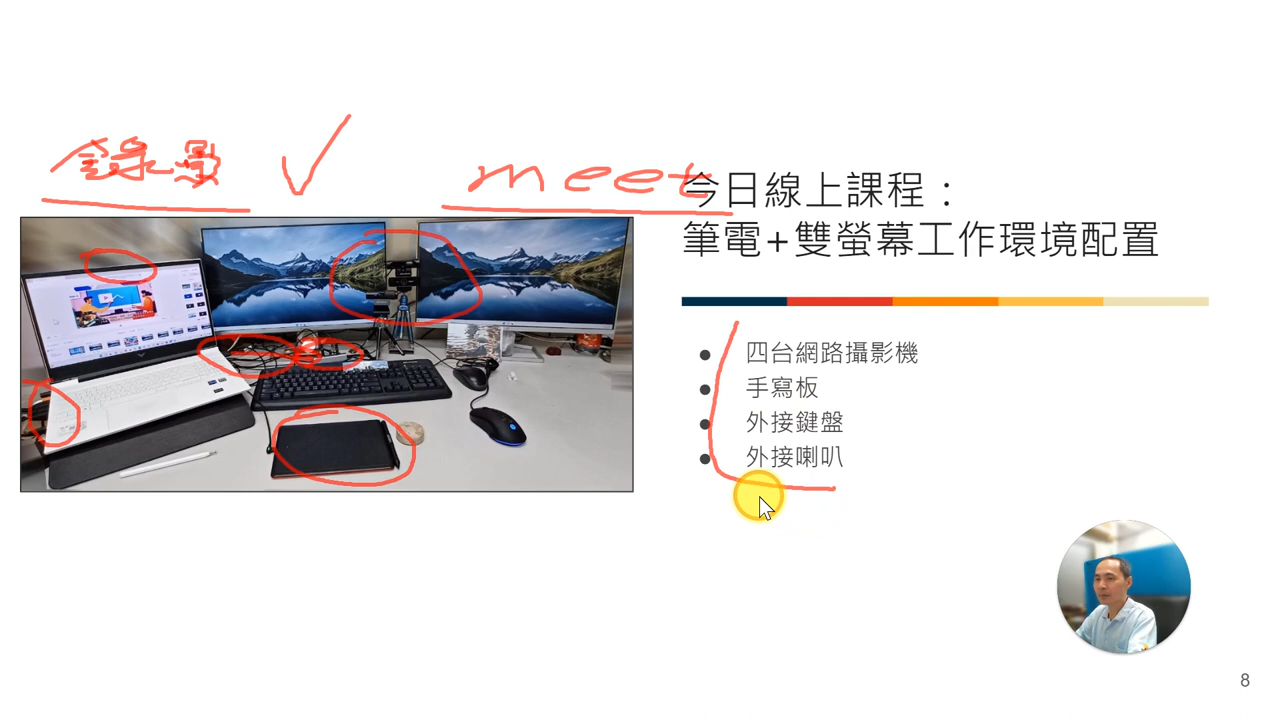 錄影
meet
今日線上課程：
筆電+雙螢幕工作環境配置
● 四台網路攝影機
● 手寫板
● 外接鍵盤
● 外接喇叭
8